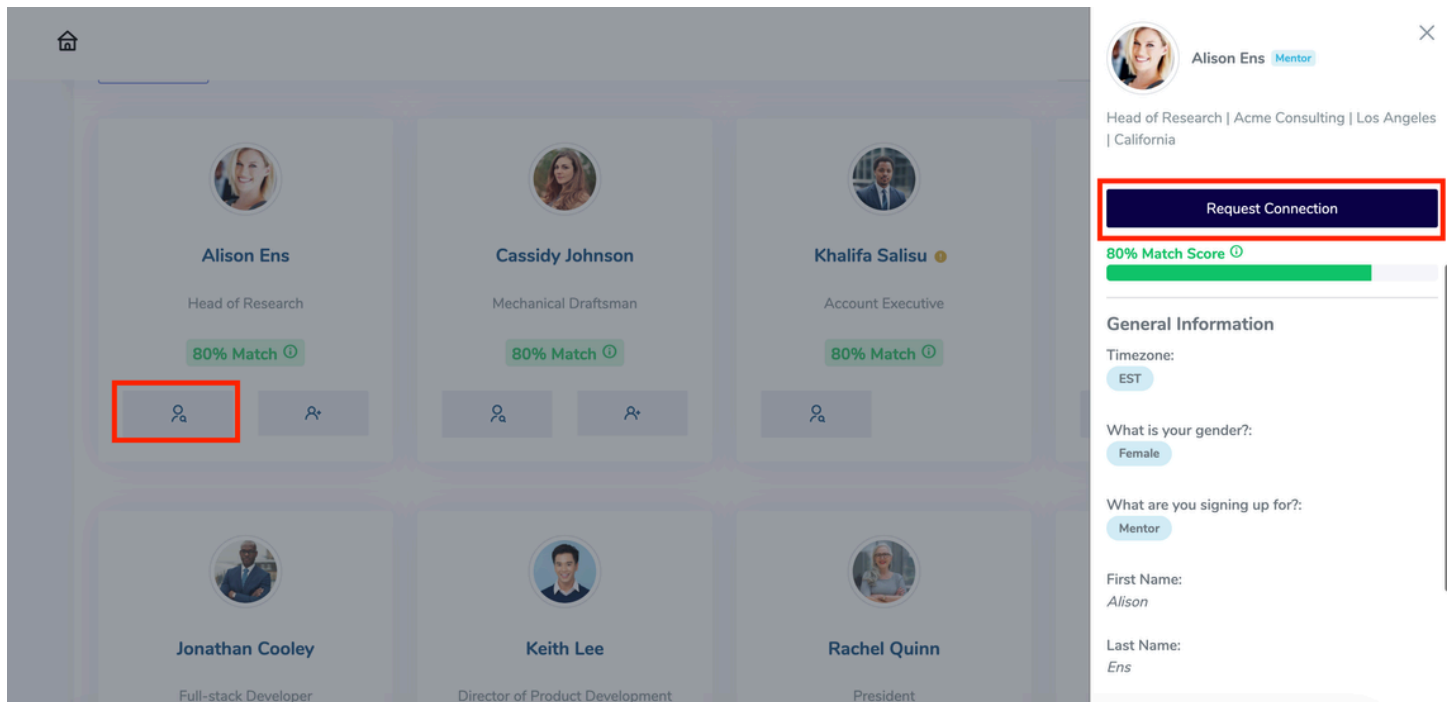 Alison Ens Mentor
Head of Research | Acme Consulting | Los Angeles
| California
Request Connection
80% Match Score
General Information
Timezone:
EST
What is your gender?:
Female
What are you signing up for?:
Mentor
First Name:
Alison
Last Name:
Ens
Alison Ens
Head of Research
80% Match
Cassidy Johnson
Mechanical Draftsman
80% Match
Khalifa Salisu
Account Executive
80% Match
Jonathan Cooley
Full-stack Developer
Keith Lee
Director of Product Development
Rachel Quinn
President